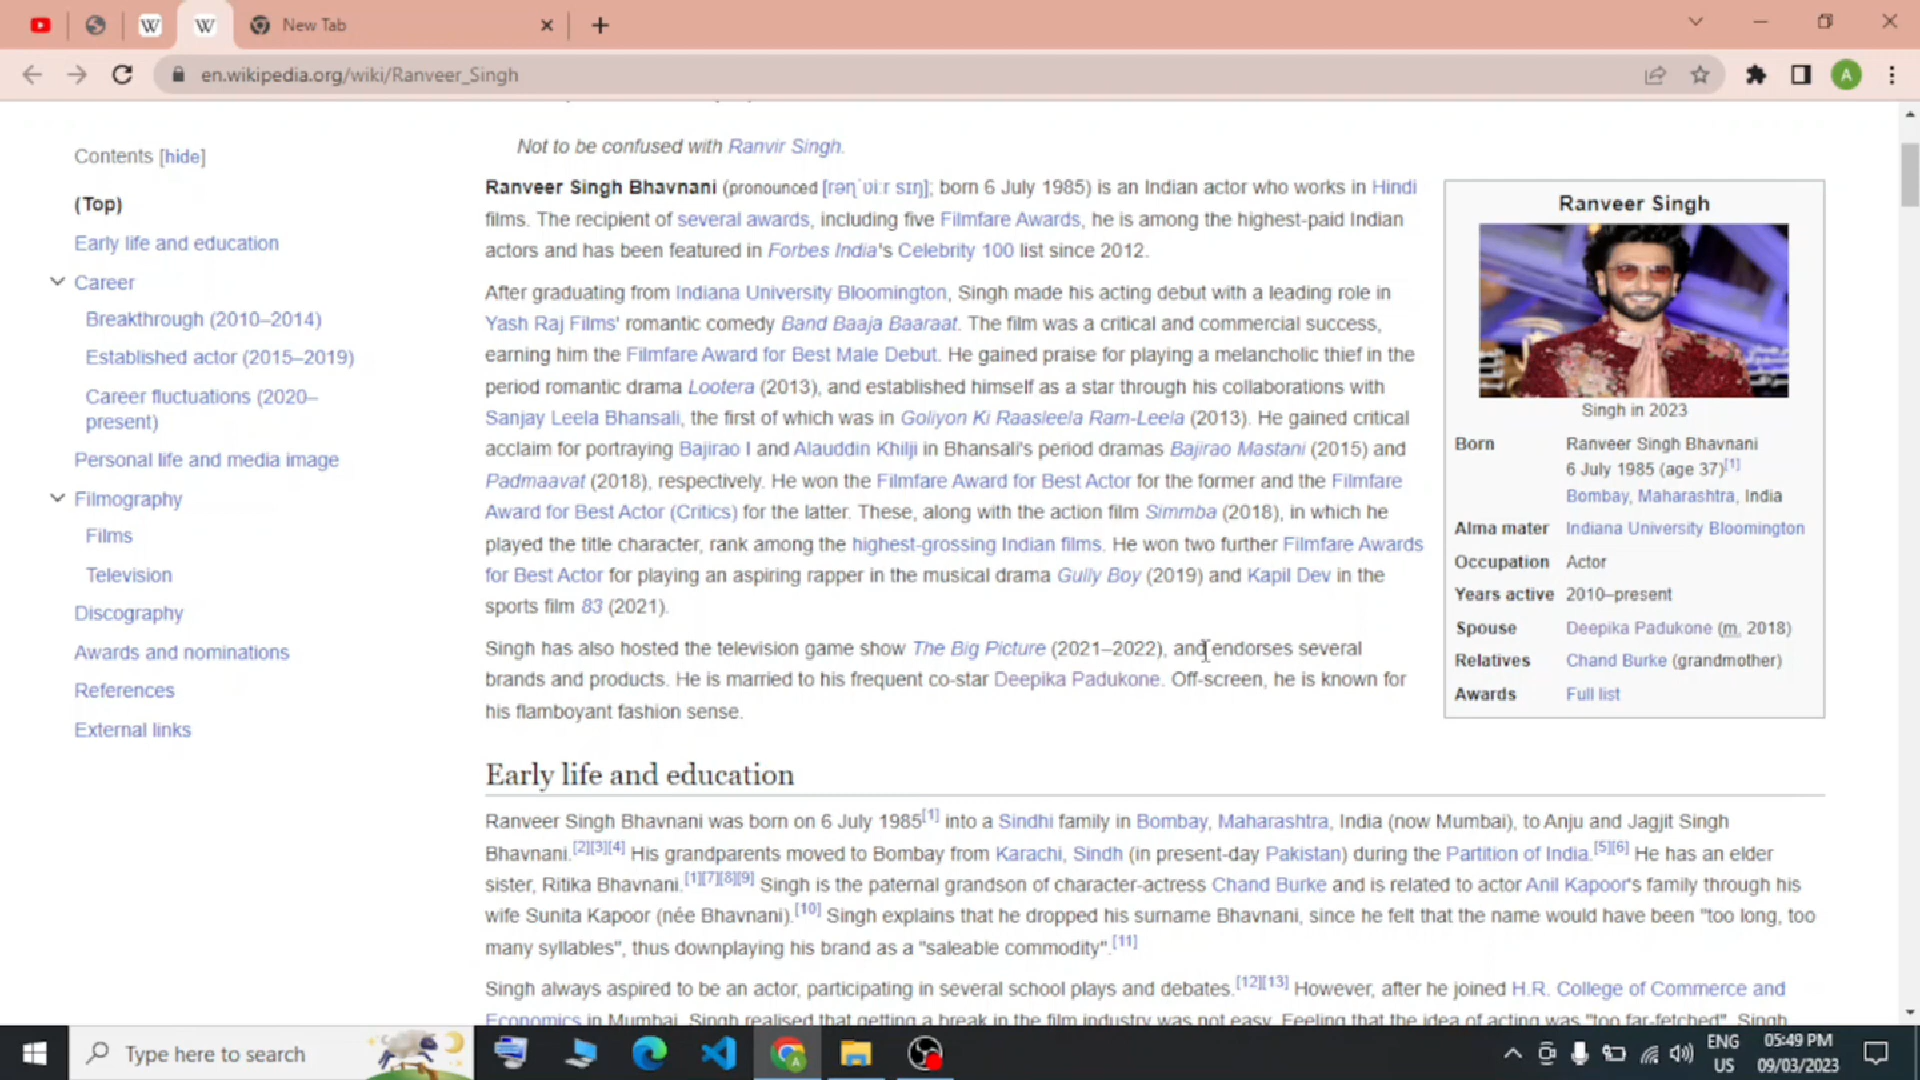 New Tab
en.wikipedia.org/wiki/Ranveer_Singh
Contents [hide]
(Top)
Early life and education
Career
Breakthrough (2010–2014)
Established actor (2015–2019)
Career fluctuations (2020–
present)
Personal life and media image
Filmography
Films
Television
Discography
Awards and nominations
References
External links
Not to be confused with Ranvir Singh.
Ranveer Singh Bhavnani (pronounced [rəɳˈʋiːr sɪŋ]; born 6 July 1985) is an Indian actor who works in Hindi
films. The recipient of several awards, including five Filmfare Awards, he is among the highest-paid Indian
actors and has been featured in Forbes India's Celebrity 100 list since 2012.
After graduating from Indiana University Bloomington, Singh made his acting debut with a leading role in
Yash Raj Films' romantic comedy Band Baaja Baaraat. The film was a critical and commercial success,
earning him the Filmfare Award for Best Male Debut. He gained praise for playing a melancholic thief in the
period romantic drama Lootera (2013), and established himself as a star through his collaborations with
Sanjay Leela Bhansali, the first of which was in Goliyon Ki Raasleela Ram-Leela (2013). He gained critical
acclaim for portraying Bajirao I and Alauddin Khilji in Bhansali's period dramas Bajirao Mastani (2015) and
Padmaavat (2018), respectively. He won the Filmfare Award for Best Actor for the former and the Filmfare
Award for Best Actor (Critics) for the latter. These, along with the action film Simmba (2018), in which he
played the title character, rank among the highest-grossing Indian films. He won two further Filmfare Awards
for Best Actor for playing an aspiring rapper in the musical drama Gully Boy (2019) and Kapil Dev in the
sports film 83 (2021).
Singh has also hosted the television game show The Big Picture (2021–2022), and endorses several
brands and products. He is married to his frequent co-star Deepika Padukone. Off-screen, he is known for
his flamboyant fashion sense.
Ranveer Singh
Singh in 2023
Born Ranveer Singh Bhavnani
6 July 1985 (age 37)[1]
Bombay, Maharashtra, India
Alma mater Indiana University Bloomington
Occupation Actor
Years active 2010–present
Spouse Deepika Padukone (m. 2018)
Relatives Chand Burke (grandmother)
Awards Full list
Early life and education
Ranveer Singh Bhavnani was born on 6 July 1985[1] into a Sindhi family in Bombay, Maharashtra, India (now Mumbai), to Anju and Jagjit Singh
Bhavnani.[2][3][4] His grandparents moved to Bombay from Karachi, Sindh (in present-day Pakistan) during the Partition of India.[5][6] He has an elder
sister, Ritika Bhavnani.[1][7][8][9] Singh is the paternal grandson of character-actress Chand Burke and is related to actor Anil Kapoor's family through his
wife Sunita Kapoor (née Bhavnani).[10] Singh explains that he dropped his surname Bhavnani, since he felt that the name would have been "too long, too
many syllables", thus downplaying his brand as a "saleable commodity".[11]
Singh always aspired to be an actor, participating in several school plays and debates.[12][13] However, after he joined H.R. College of Commerce and
Economics in Mumbai, Singh realised that getting a break in the film industry was not easy. Feeling that the idea of acting was "too far-fetched", Singh
Type here to search
ENG
US
05:49 PM
09/03/2023
A